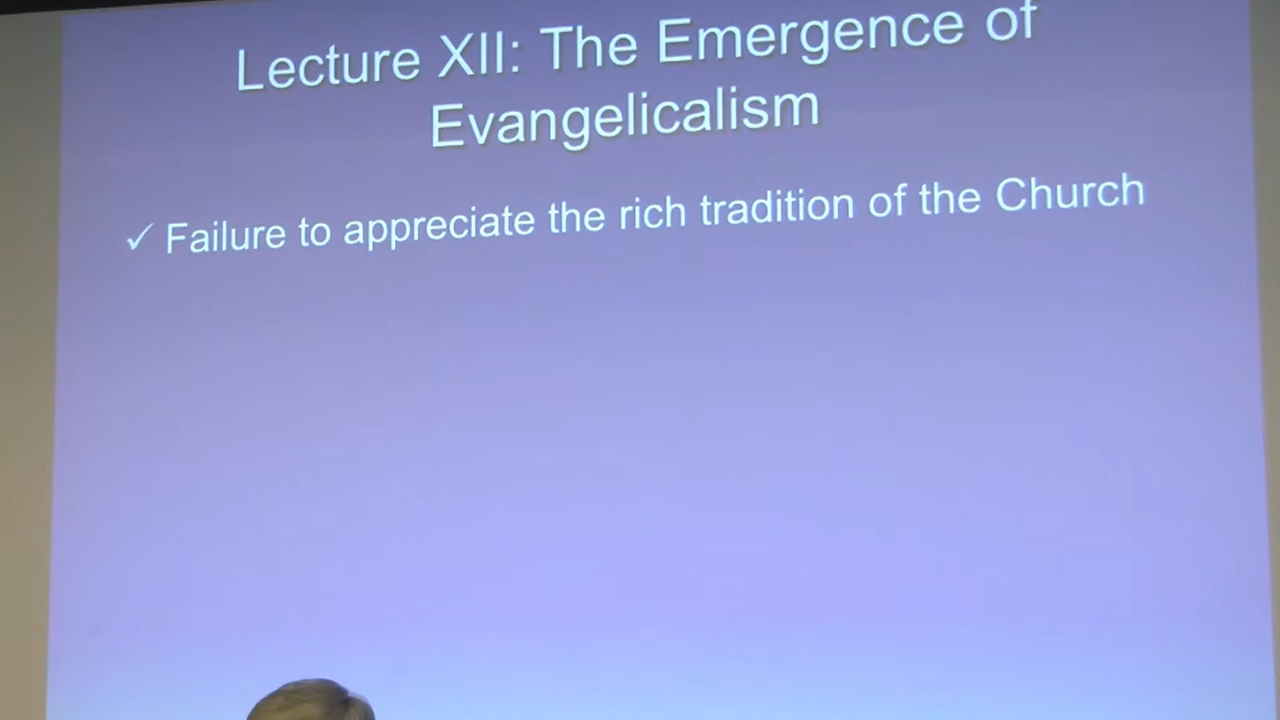 Lecture XII: The Emergence of
Evangelicalism
✓ Failure to appreciate the rich tradition of the Church